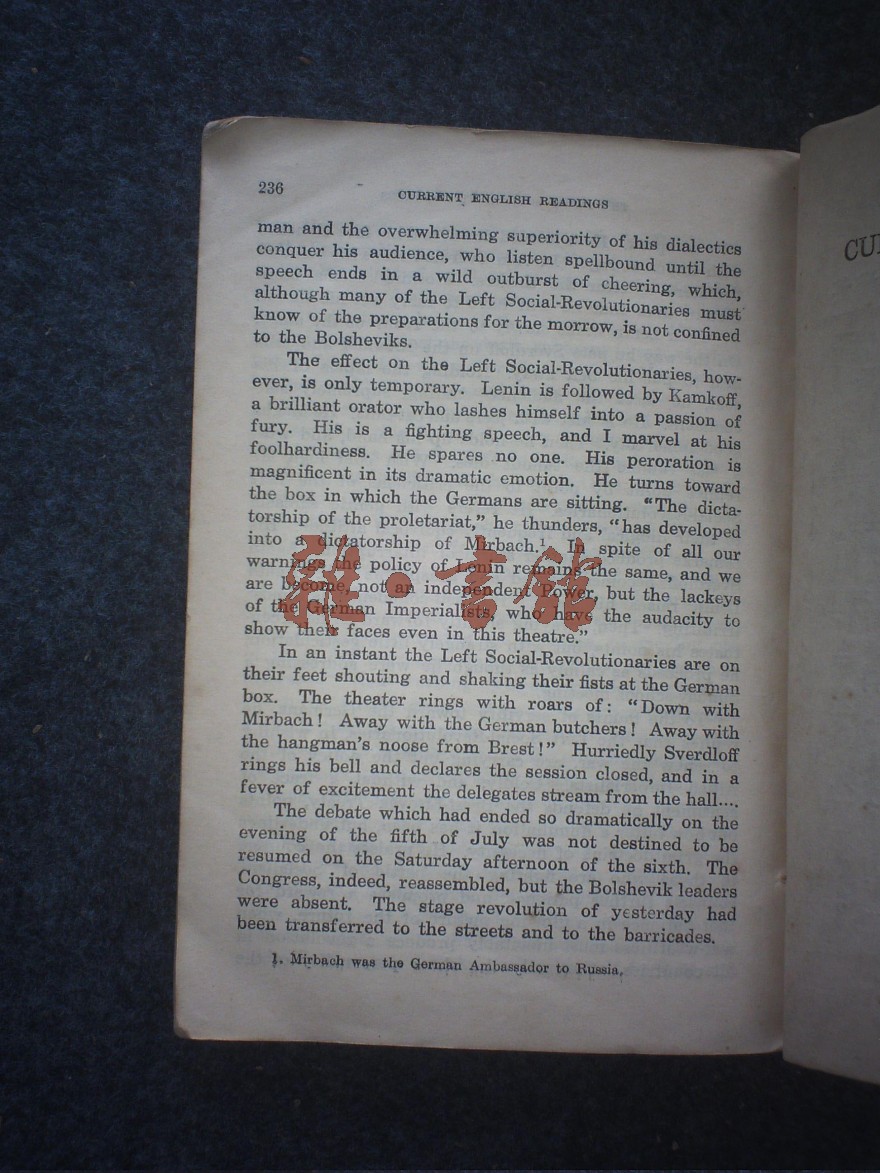 236
CURRENT ENGLISH READINGS
man and the overwhelming superiority of his dialectics
conquer his audience, who listen spellbound until the
speech ends in a wild outburst of cheering, which,
although many of the Left Social-Revolutionaries must
know of the preparations for the morrow, is not confined
to the Bolsheviks.
The effect on the Left Social-Revolutionaries, how-
ever, is only temporary. Lenin is followed by Kamkoff,
a brilliant orator who lashes himself into a passion of
fury. His is a fighting speech, and I marvel at his
foolhardiness. He spares no one. His peroration is
magnificent in its dramatic emotion. He turns toward
the box in which the Germans are sitting. “The dicta-
torship of the proletariat,” he thunders, “has developed
into a dictatorship of Mirbach.¹ In spite of all our
warnings the policy of Lenin remains the same, and we
are become, not an independent Power, but the lackeys
of the German Imperialists, who have the audacity to
show their faces even in this theatre.”
In an instant the Left Social-Revolutionaries are on
their feet shouting and shaking their fists at the German
box. The theater rings with roars of: “Down with
Mirbach! Away with the German butchers! Away with
the hangman's noose from Brest!” Hurriedly Sverdloff
rings his bell and declares the session closed, and in a
fever of excitement the delegates stream from the hall....
The debate which had ended so dramatically on the
evening of the fifth of July was not destined to be
resumed on the Saturday afternoon of the sixth. The
Congress, indeed, reassembled, but the Bolshevik leaders
were absent. The stage revolution of yesterday had
been transferred to the streets and to the barricades.
1. Mirbach was the German Ambassador to Russia.
雜·書館